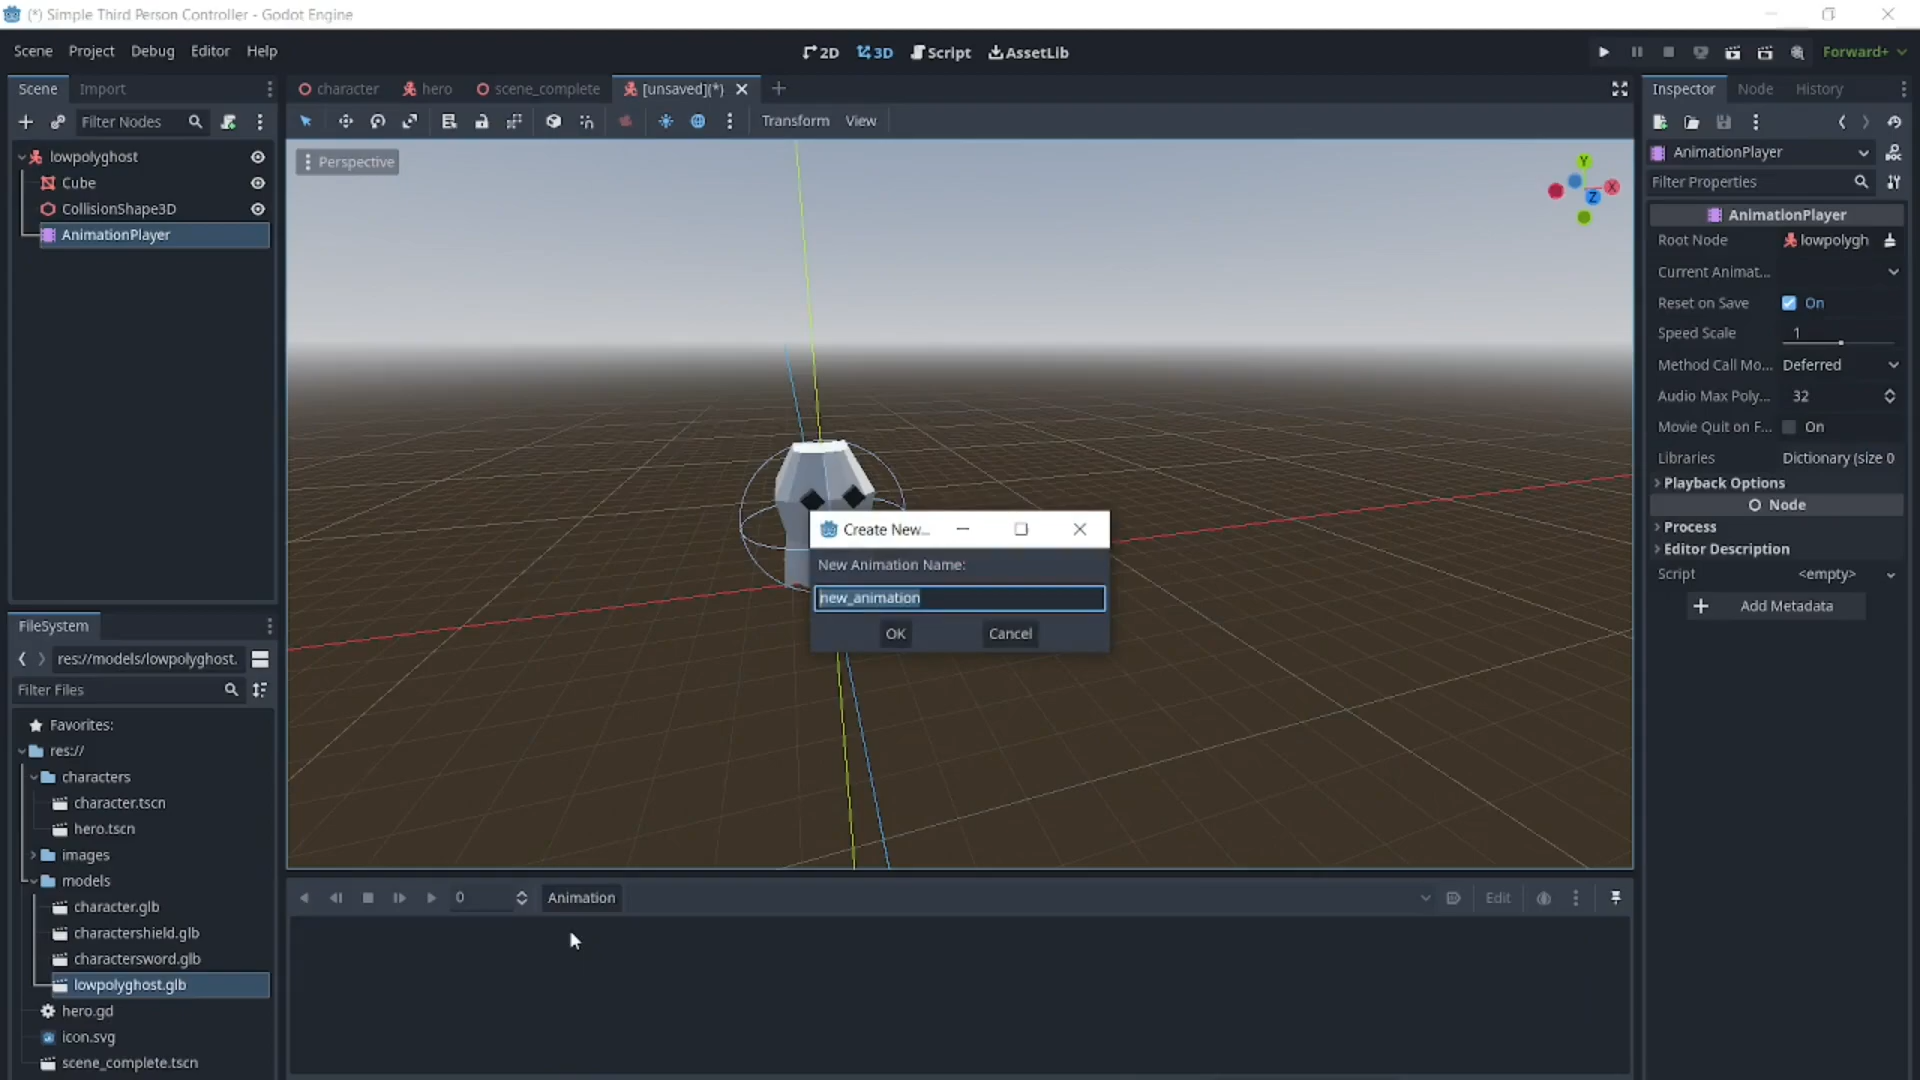 (*) Simple Third Person Controller - Godot Engine
Scene Project Debug Editor Help
2D 3D Script AssetLib
Forward+
Scene Import
character hero scene_complete [unsaved](*)
Inspector Node History
Filter Nodes
Transform View
lowpolyghost
Cube
CollisionShape3D
AnimationPlayer
Perspective
Y
X
Z
AnimationPlayer
Filter Properties
AnimationPlayer
Root Node lowpolygh
Current Animat...
Reset on Save On
Speed Scale 1
Method Call Mo... Deferred
Audio Max Poly... 32
Movie Quit on F... On
Libraries Dictionary (size 0
Playback Options
Node
Process
Editor Description
Script <empty>
Add Metadata
Create New...
New Animation Name:
new_animation
OK Cancel
FileSystem
res://models/lowpolyghost.
Filter Files
Favorites:
res://
characters
character.tscn
hero.tscn
images
models
character.glb
charactershield.glb
charactersword.glb
lowpolyghost.glb
hero.gd
icon.svg
scene_complete.tscn
0 Animation Edit